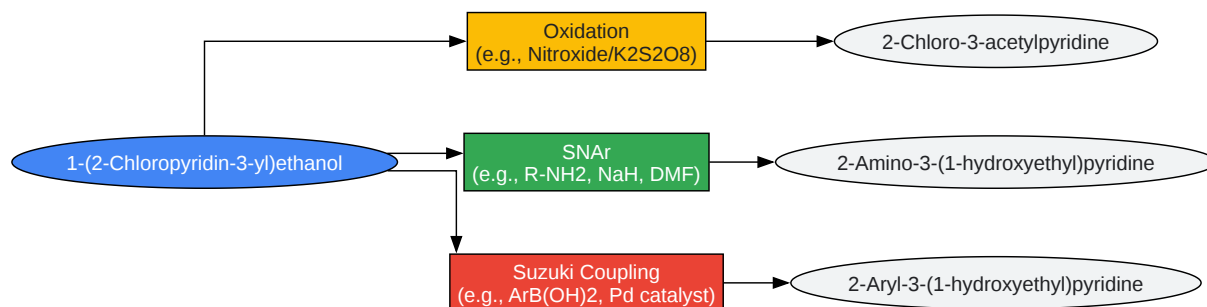 Oxidation
(e.g., Nitroxide/K2S2O8)
2-Chloro-3-acetylpyridine
1-(2-Chloropyridin-3-yl)ethanol
SNAr
(e.g., R-NH2, NaH, DMF)
2-Amino-3-(1-hydroxyethyl)pyridine
Suzuki Coupling
(e.g., ArB(OH)2, Pd catalyst)
2-Aryl-3-(1-hydroxyethyl)pyridine